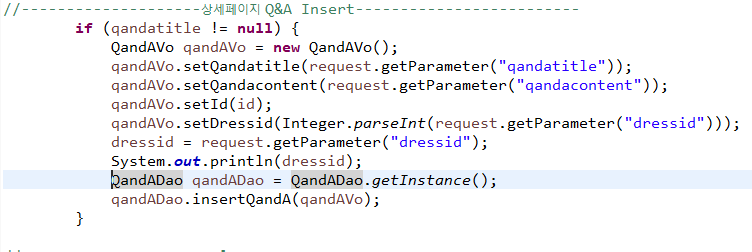 //--------------------상세페이지 Q&A Insert-------------------------
if (qandatitle != null) {
QandAVo qandAVo = new QandAVo();
qandAVo.setQandatitle(request.getParameter("qandatitle"));
qandAVo.setQandacontent(request.getParameter("qandacontent"));
qandAVo.setId(id);
qandAVo.setDressid(Integer.parseInt(request.getParameter("dressid")));
dressid = request.getParameter("dressid");
System.out.println(dressid);
QandADao qandADao = QandADao.getInstance();
qandADao.insertQandA(qandAVo);
}